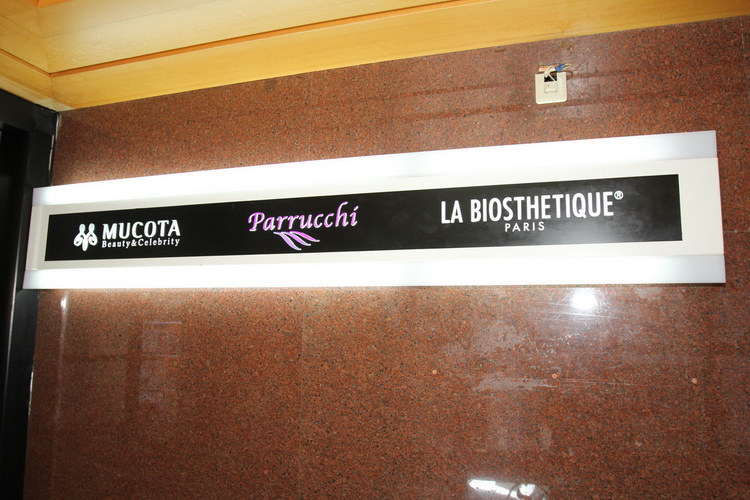 MUCOTA
Beauty&Celebrity
Parrucchi
LA BIOSTHETIQUE®
PARIS